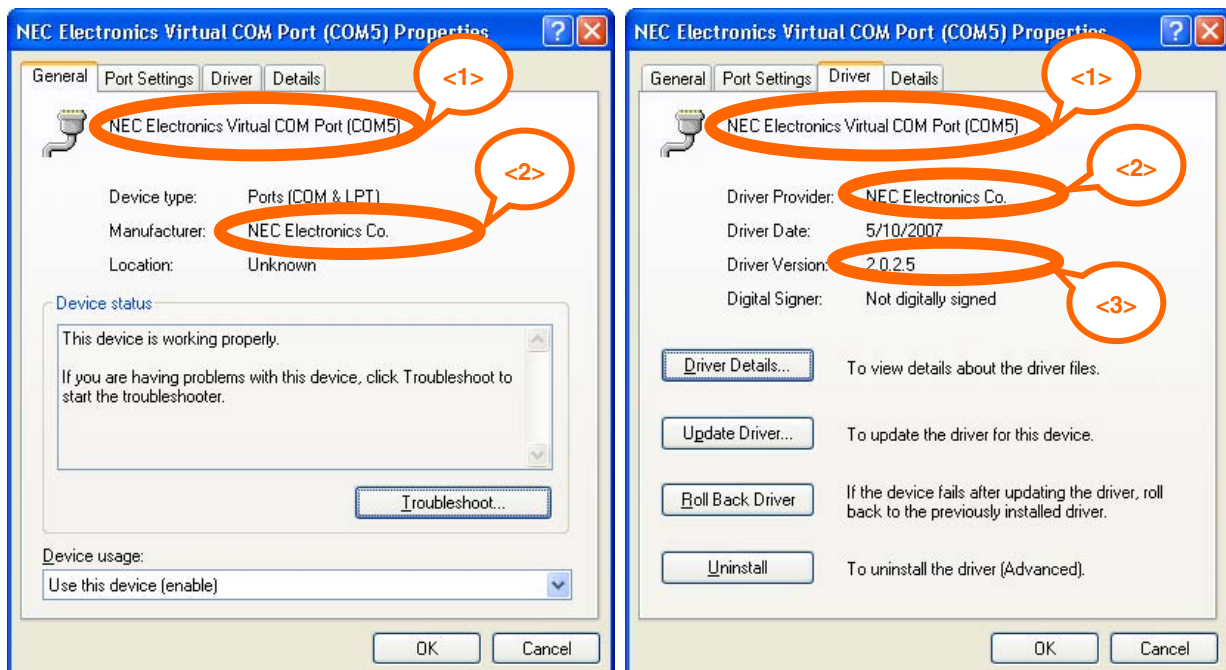 NEC Electronics Virtual COM Port (COM5) Properties
General Port Settings Driver Details
<1>
NEC Electronics Virtual COM Port (COM5)
<2>
Device type: Ports (COM & LPT)
Manufacturer: NEC Electronics Co.
Location: Unknown
Device status
This device is working properly.
If you are having problems with this device, click Troubleshoot to
start the troubleshooter.
Troubleshoot...
Device usage:
Use this device (enable)
OK Cancel
NEC Electronics Virtual COM Port (COM5) Properties
General Port Settings Driver Details
<1>
NEC Electronics Virtual COM Port (COM5)
<2>
Driver Provider: NEC Electronics Co.
Driver Date: 5/10/2007
Driver Version: 2.0.2.5
Digital Signer: Not digitally signed
<3>
Driver Details... To view details about the driver files.
Update Driver... To update the driver for this device.
Roll Back Driver If the device fails after updating the driver, roll
back to the previously installed driver.
Uninstall To uninstall the driver (Advanced).
OK Cancel